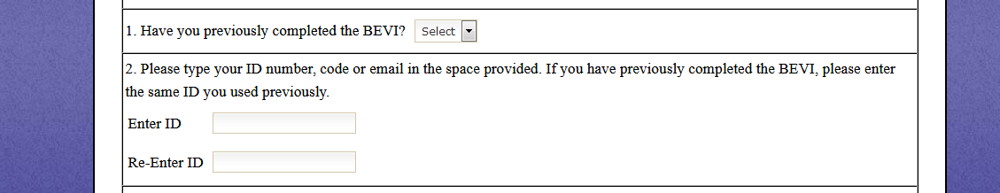 1. Have you previously completed the BEVI? Select
2. Please type your ID number, code or email in the space provided. If you have previously completed the BEVI, please enter
the same ID you used previously.
Enter ID
Re-Enter ID